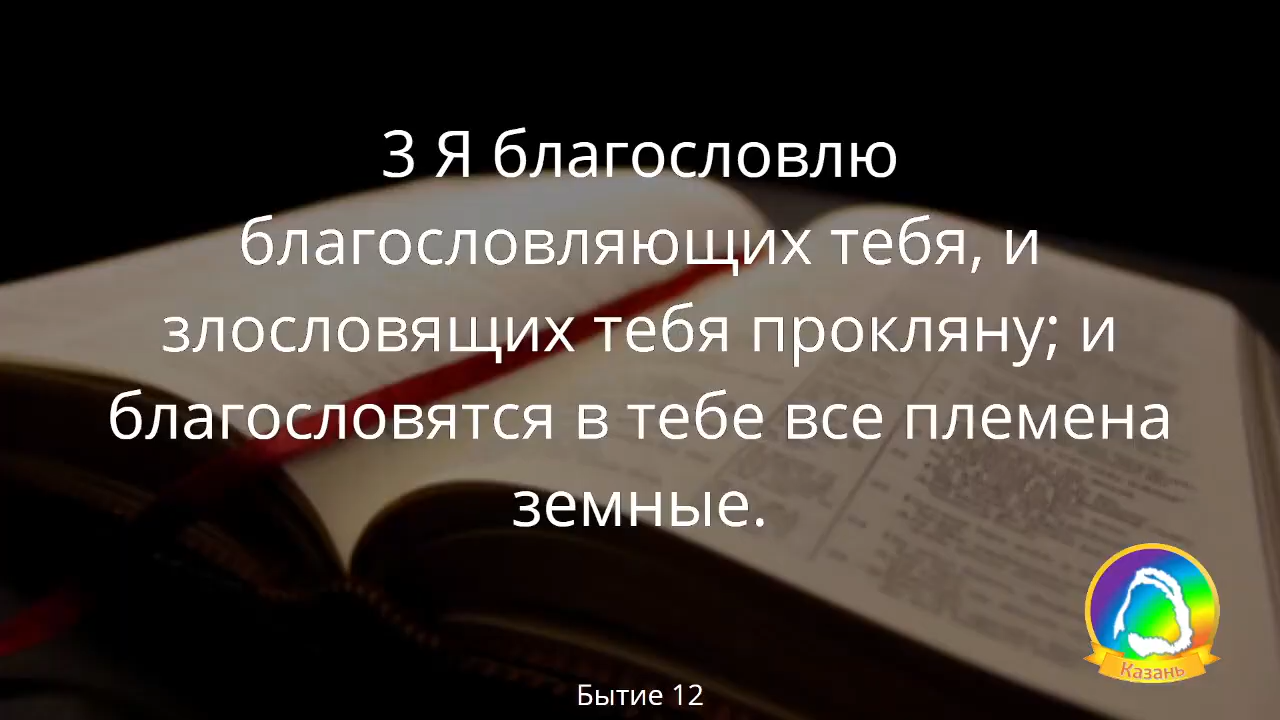 3 Я благословлю
благословляющих тебя, и
злословящих тебя прокляну; и
благословятся в тебе все племена
земные.
Казань
Бытие 12